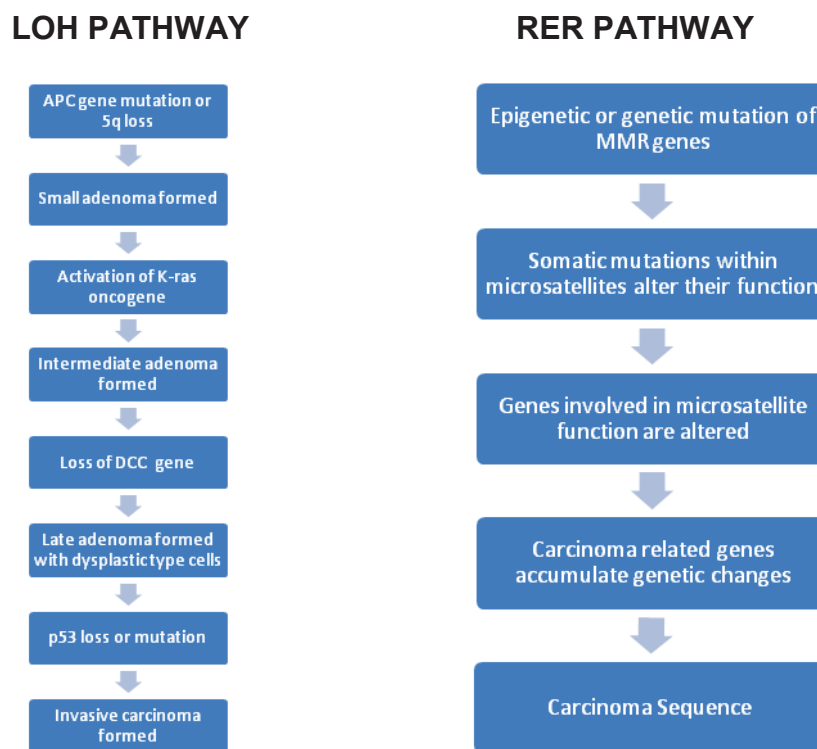 LOH PATHWAY
APC gene mutation or
5q loss
Small adenoma formed
Activation of K-ras
oncogene
Intermediate adenoma
formed
Loss of DCC gene
Late adenoma formed
with dysplastic type cells
p53 loss or mutation
Invasive carcinoma
formed
RER PATHWAY
Epigenetic or genetic mutation of
MMR genes
Somatic mutations within
microsatellites alter their function
Genes involved in microsatellite
function are altered
Carcinoma related genes
accumulate genetic changes
Carcinoma Sequence